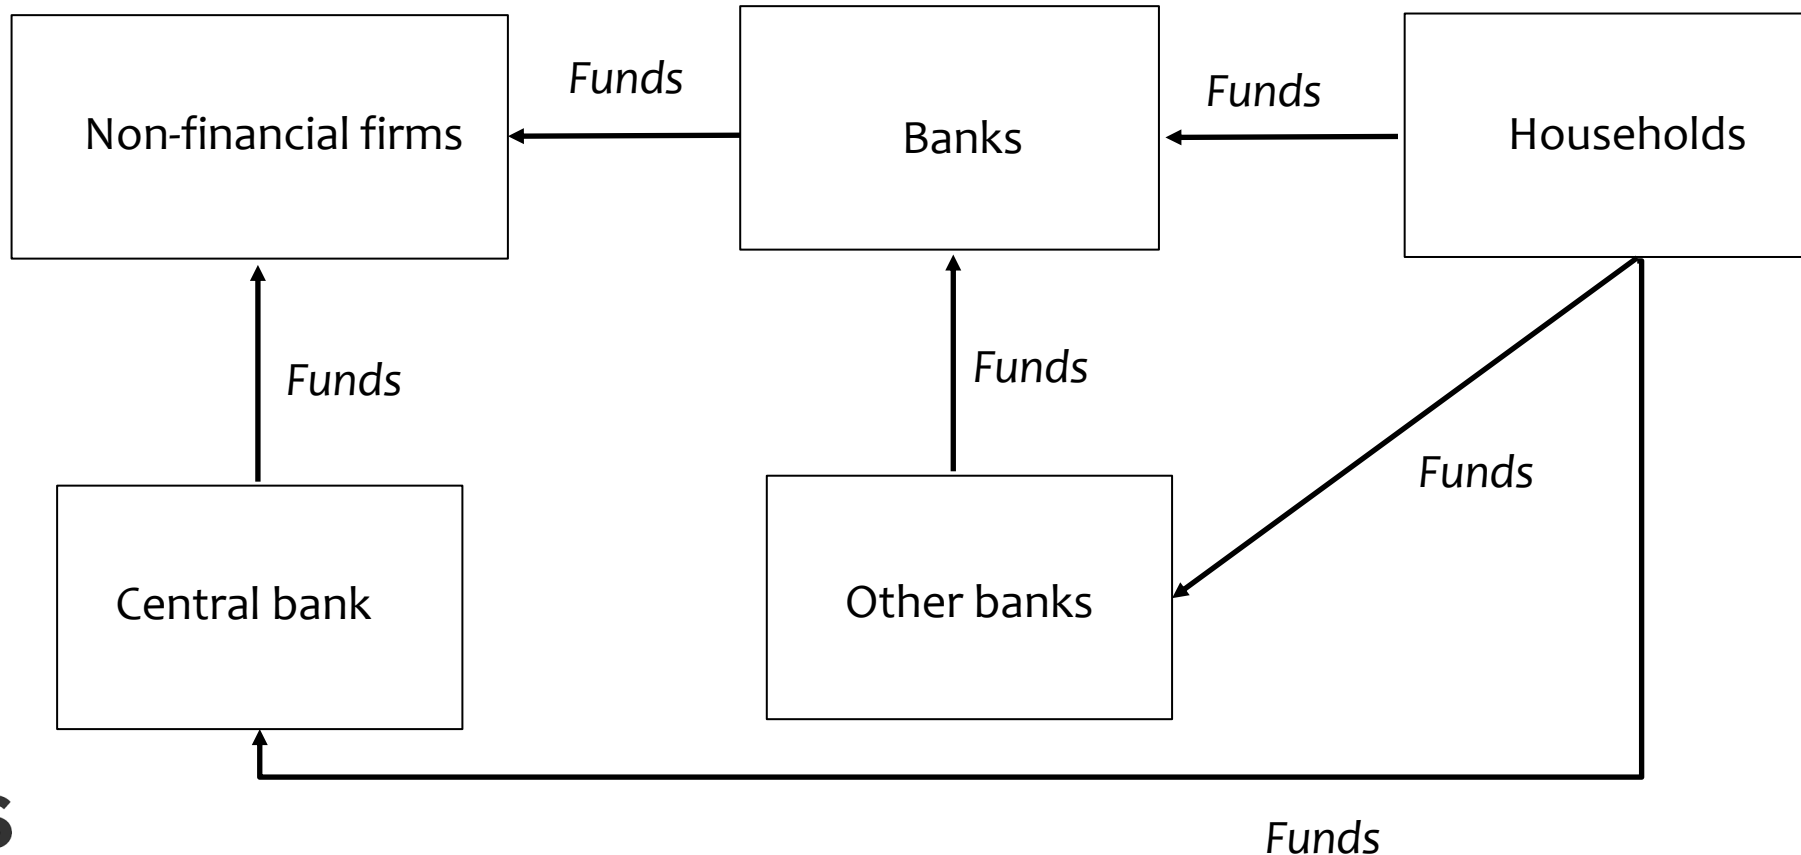 Non-financial firms
Funds
Banks
Funds
Households
Funds
Funds
Funds
Central bank
Other banks
s
Funds